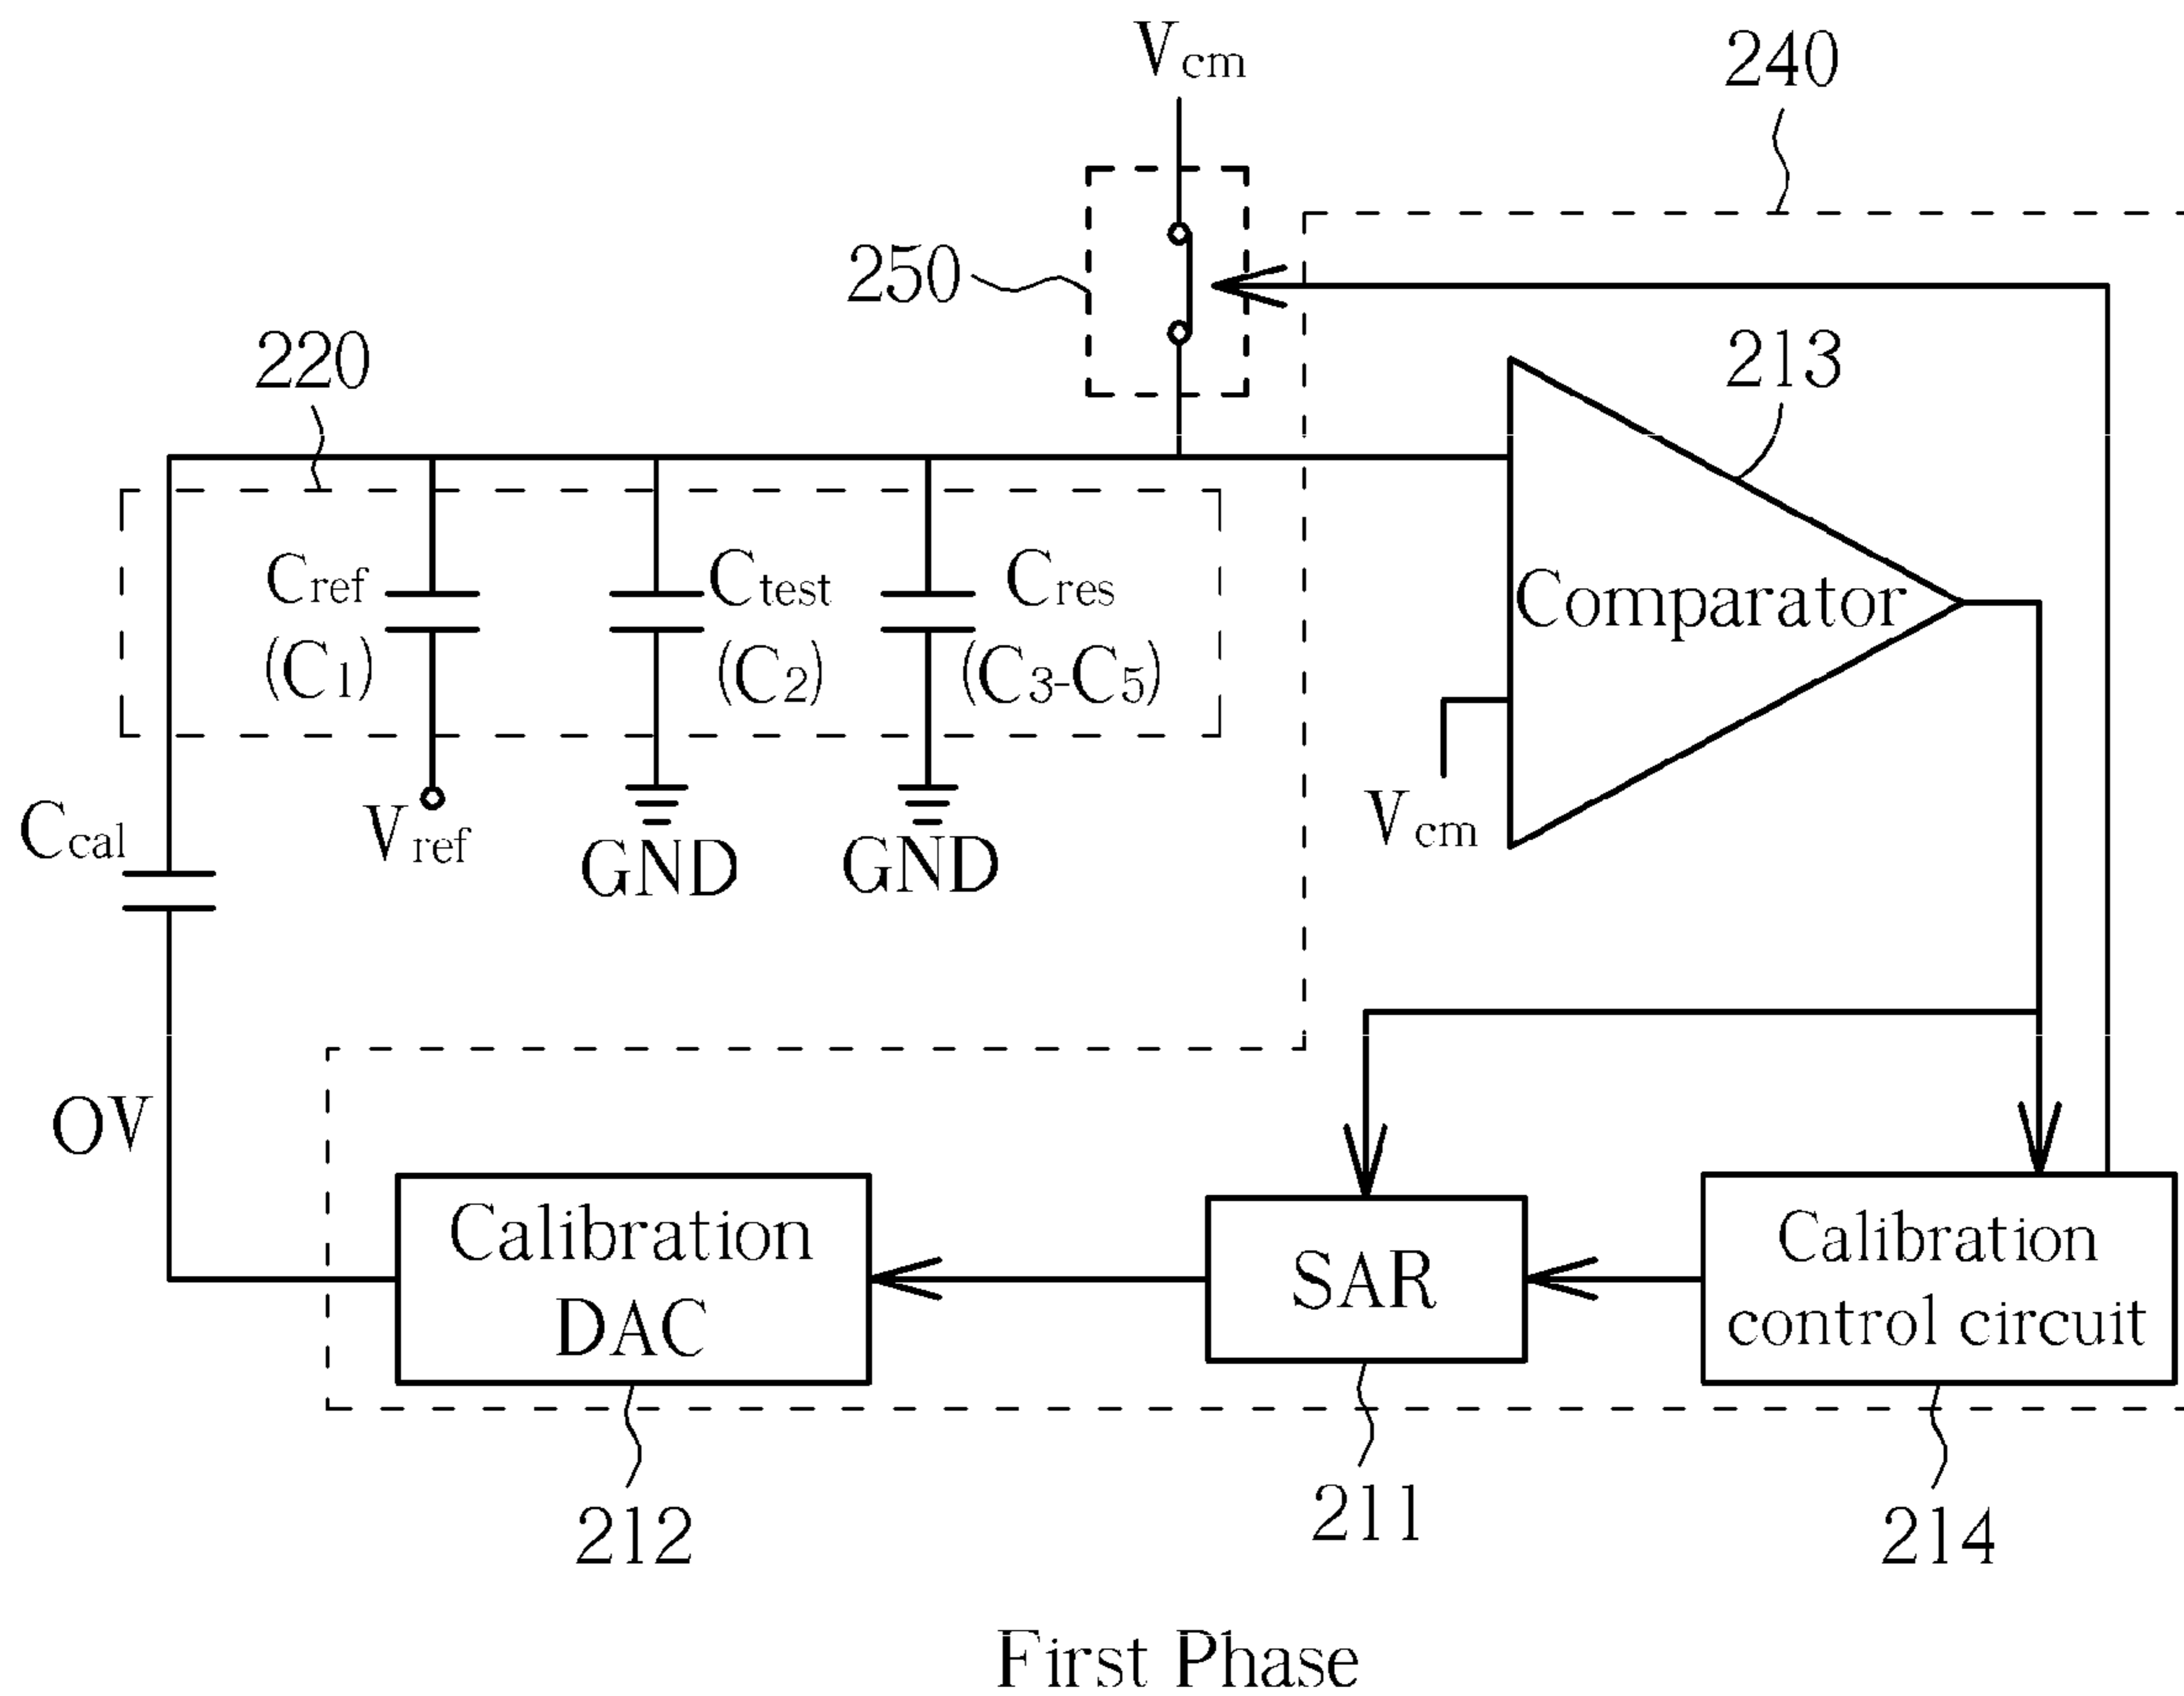 Vcm
240
250
213
220
Cref
(C1)
Ctest
(C2)
Cres
(C3-C5)
Comparator
Vcm
Ccal
Vref
GND
GND
0V
Calibration
DAC
SAR
Calibration
control circuit
212
211
214
First Phase